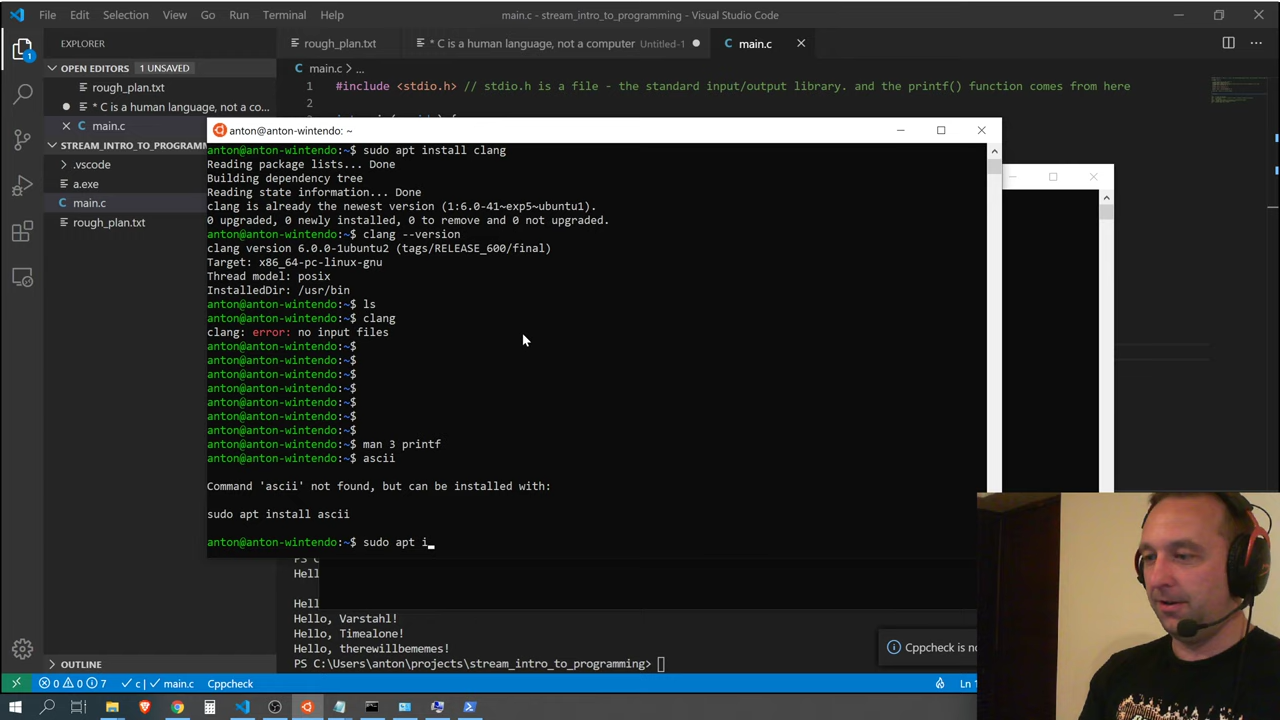 File Edit Selection View Go Run Terminal Help
main.c - stream_intro_to_programming - Visual Studio Code
EXPLORER
rough_plan.txt
* C is a human language, not a computer Untitled-1
main.c
OPEN EDITORS 1 UNSAVED
rough_plan.txt
* C is a human language, not a co...
main.c
STREAM_INTRO_TO_PROGRAMM
.vscode
a.exe
main.c
rough_plan.txt
OUTLINE
main.c > ...
1 #include <stdio.h> // stdio.h is a file - the standard input/output library. and the printf() function comes from here
2
anton@anton-wintendo: ~
anton@anton-wintendo:~$ sudo apt install clang
Reading package lists... Done
Building dependency tree
Reading state information... Done
clang is already the newest version (1:6.0-41~exp5~ubuntu1).
0 upgraded, 0 newly installed, 0 to remove and 0 not upgraded.
anton@anton-wintendo:~$ clang --version
clang version 6.0.0-1ubuntu2 (tags/RELEASE_600/final)
Target: x86_64-pc-linux-gnu
Thread model: posix
InstalledDir: /usr/bin
anton@anton-wintendo:~$ ls
anton@anton-wintendo:~$ clang
clang: error: no input files
anton@anton-wintendo:~$
anton@anton-wintendo:~$
anton@anton-wintendo:~$
anton@anton-wintendo:~$
anton@anton-wintendo:~$
anton@anton-wintendo:~$
anton@anton-wintendo:~$
anton@anton-wintendo:~$ man 3 printf
anton@anton-wintendo:~$ ascii
Command 'ascii' not found, but can be installed with:
sudo apt install ascii
anton@anton-wintendo:~$ sudo apt i
PS C
Hell
Hell
Hello, Varstahl!
Hello, Timealone!
Hello, therewillbememes!
PS C:\Users\anton\projects\stream_intro_to_programming>
Cppcheck is no
0 0 7 c main.c Cppcheck
Ln 1